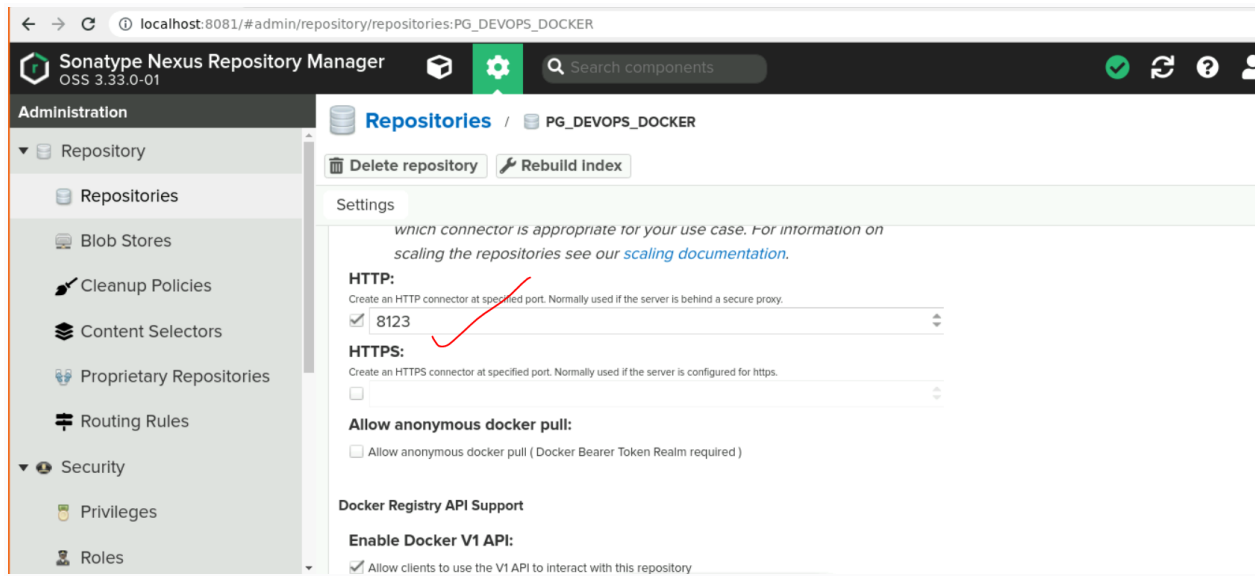 localhost:8081/#admin/repository/repositories:PG_DEVOPS_DOCKER
Sonatype Nexus Repository Manager
OSS 3.33.0-01
Search components
Administration
Repository
Repositories
Blob Stores
Cleanup Policies
Content Selectors
Proprietary Repositories
Routing Rules
Security
Privileges
Roles
Repositories / PG_DEVOPS_DOCKER
Delete repository
Rebuild index
Settings
which connector is appropriate for your use case. For information on
scaling the repositories see our scaling documentation.
HTTP:
Create an HTTP connector at specified port. Normally used if the server is behind a secure proxy.
8123
HTTPS:
Create an HTTPS connector at specified port. Normally used if the server is configured for https.
Allow anonymous docker pull:
Allow anonymous docker pull ( Docker Bearer Token Realm required )
Docker Registry API Support
Enable Docker V1 API:
Allow clients to use the V1 API to interact with this repository